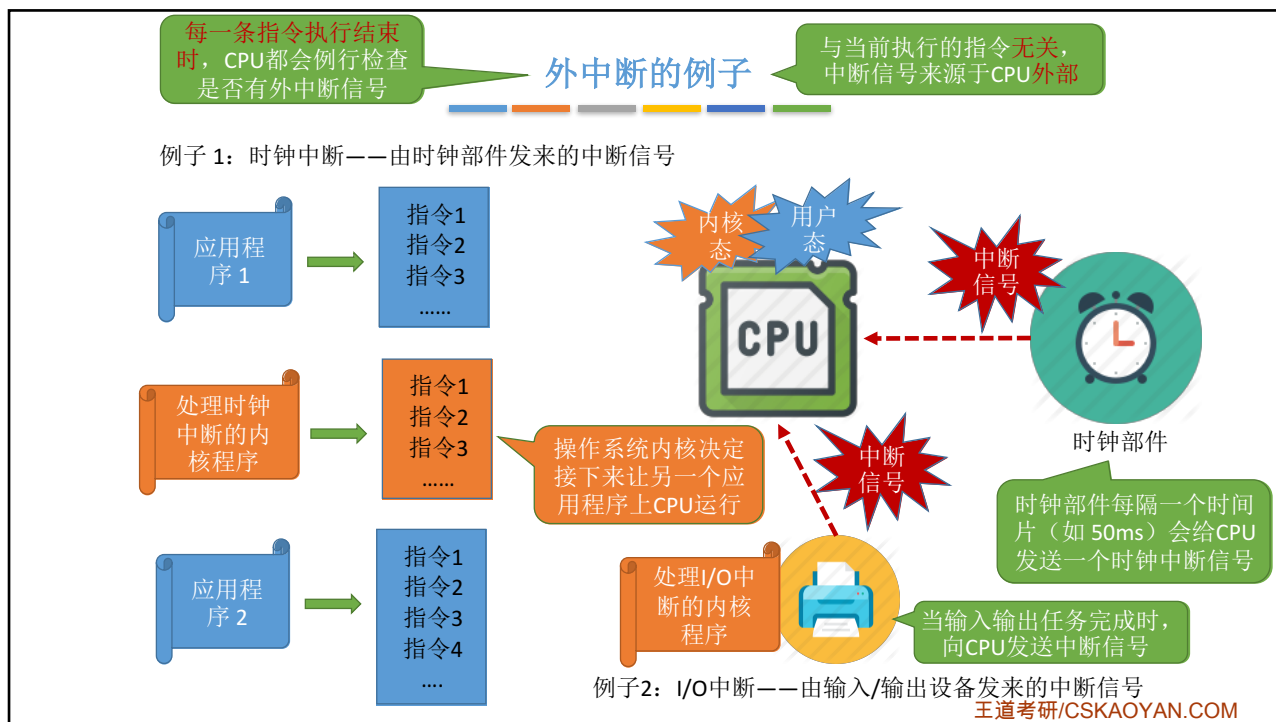 每一条指令执行结束
时，CPU都会例行检查
是否有外中断信号
外中断的例子
与当前执行的指令无关，
中断信号来源于CPU外部
例子 1：时钟中断——由时钟部件发来的中断信号
应用程
序 1
指令1
指令2
指令3
……
内核
态
用户
态
CPU
中断
信号
时钟部件
处理时钟
中断的内
核程序
指令1
指令2
指令3
……
操作系统内核决定
接下来让另一个应
用程序上CPU运行
中断
信号
时钟部件每隔一个时间
片（如 50ms）会给CPU
发送一个时钟中断信号
应用程
序 2
指令1
指令2
指令3
指令4
….
处理I/O中
断的内核
程序
当输入输出任务完成时，
向CPU发送中断信号
例子2：I/O中断——由输入/输出设备发来的中断信号
王道考研/CSKAOYAN.COM